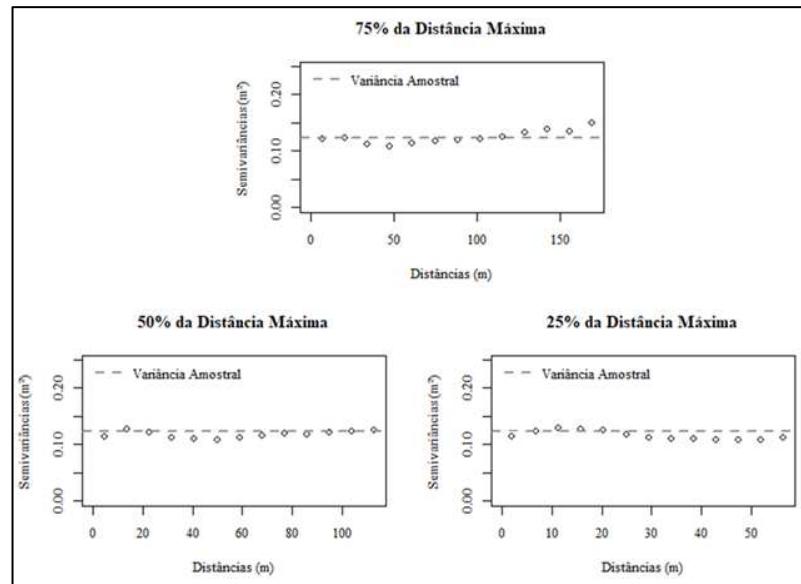 75% da Distância Máxima
Variância Amostral
Semivariâncias (m³)
0.00
0.10
0.20
0
50
100
150
Distâncias (m)
50% da Distância Máxima
Variância Amostral
Semivariâncias (m³)
0.00
0.10
0.20
0
20
40
60
80
100
Distâncias (m)
25% da Distância Máxima
Variância Amostral
Semivariâncias (m³)
0.00
0.10
0.20
0
10
20
30
40
50
Distâncias (m)